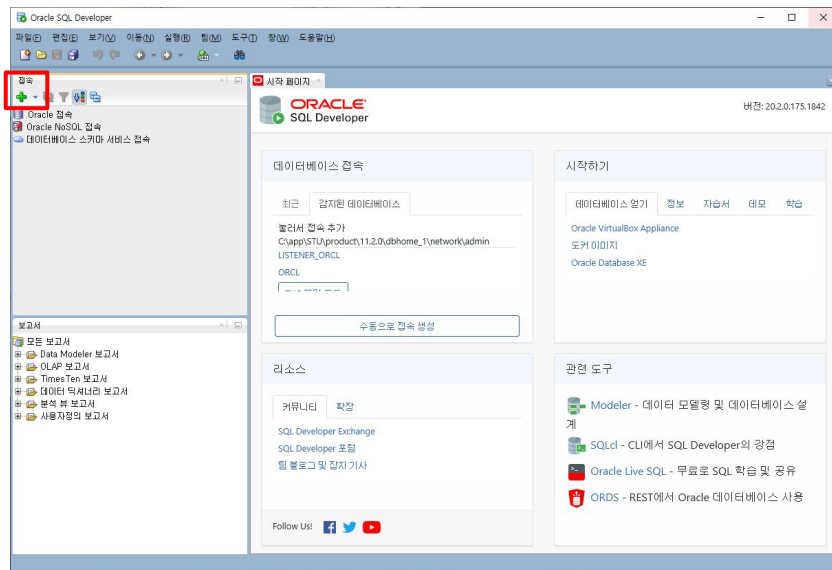 Oracle SQL Developer
파일(F) 편집(E) 보기(V) 이동(N) 실행(R) 팀(M) 도구(T) 창(W) 도움말(H)
접속
Oracle 접속
Oracle NoSQL 접속
데이터베이스 스키마 서비스 접속
보고서
모든 보고서
Data Modeler 보고서
OLAP 보고서
TimesTen 보고서
데이터 딕셔너리 보고서
분석 뷰 보고서
사용자정의 보고서
시작 페이지
ORACLE
SQL Developer
버전: 20.2.0.175.1842
데이터베이스 접속
최근 감지된 데이터베이스
눌러서 접속 추가
C:\app\STU\product\11.2.0\dbhome_1\network\admin
LISTENER_ORCL
ORCL
수동으로 접속 생성
시작하기
데이터베이스 얻기 정보 자습서 데모 학습
Oracle VirtualBox Appliance
도커 이미지
Oracle Database XE
리소스
커뮤니티 확장
SQL Developer Exchange
SQL Developer 포럼
팀 블로그 및 잡지 기사
Follow Us!
관련 도구
Modeler - 데이터 모델링 및 데이터베이스 설
계
SQLcl - CLI에서 SQL Developer의 강점
Oracle Live SQL - 무료로 SQL 학습 및 공유
ORDS - REST에서 Oracle 데이터베이스 사용